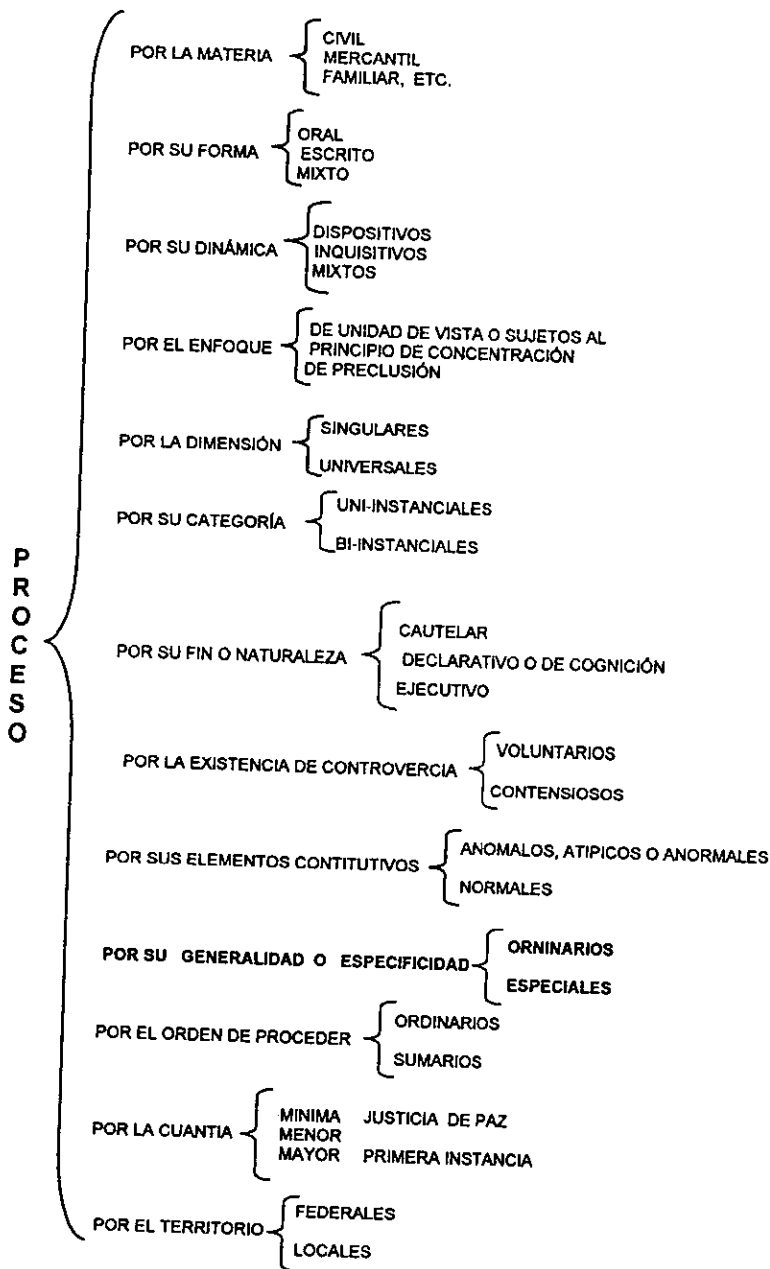 PROCESO
POR LA MATERIA
CIVIL
MERCANTIL
FAMILIAR, ETC.
POR SU FORMA
ORAL
ESCRITO
MIXTO
POR SU DINÁMICA
DISPOSITIVOS
INQUISITIVOS
MIXTOS
POR EL ENFOQUE
DE UNIDAD DE VISTA O SUJETOS AL
PRINCIPIO DE CONCENTRACIÓN
DE PRECLUSIÓN
POR LA DIMENSIÓN
SINGULARES
UNIVERSALES
POR SU CATEGORÍA
UNI-INSTANCIALES
BI-INSTANCIALES
POR SU FIN O NATURALEZA
CAUTELAR
DECLARATIVO O DE COGNICIÓN
EJECUTIVO
POR LA EXISTENCIA DE CONTROVERCIA
VOLUNTARIOS
CONTENSIOSOS
POR SUS ELEMENTOS CONTITUTIVOS
ANOMALOS, ATIPICOS O ANORMALES
NORMALES
POR SU GENERALIDAD O ESPECIFICIDAD
ORNINARIOS
ESPECIALES
POR EL ORDEN DE PROCEDER
ORDINARIOS
SUMARIOS
POR LA CUANTIA
MINIMA JUSTICIA DE PAZ
MENOR
MAYOR PRIMERA INSTANCIA
POR EL TERRITORIO
FEDERALES
LOCALES